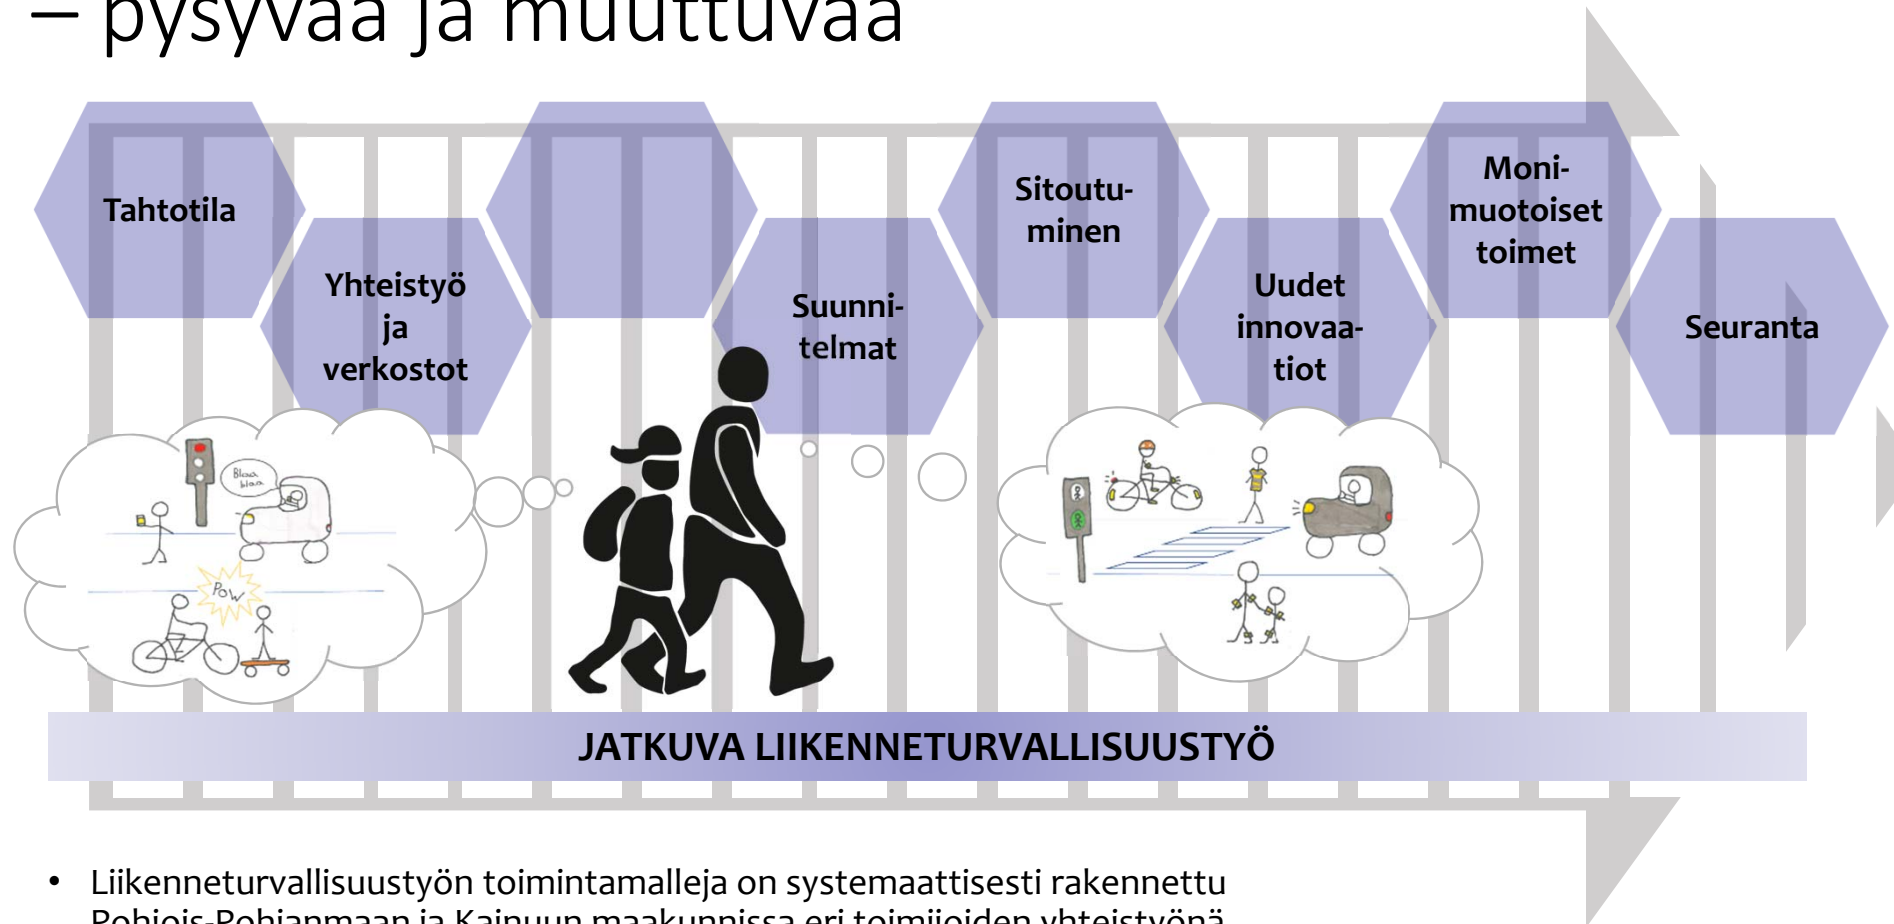 – pysyvää ja muuttuvaa
Tahtotila
Yhteistyö
ja
verkostot
Suunni-
telmat
Sitoutu-
minen
Uudet
innovaa-
tiot
Moni-
muotoiset
toimet
Seuranta
Blaa
blaa
POW
JATKUVA LIIKENNETURVALLISUUSTYÖ
• Liikenneturvallisuustyön toimintamalleja on systemaattisesti rakennettu
Pohjois-Pohjanmaan ja Kainuun maakunnissa eri toimijoiden yhteistyönä